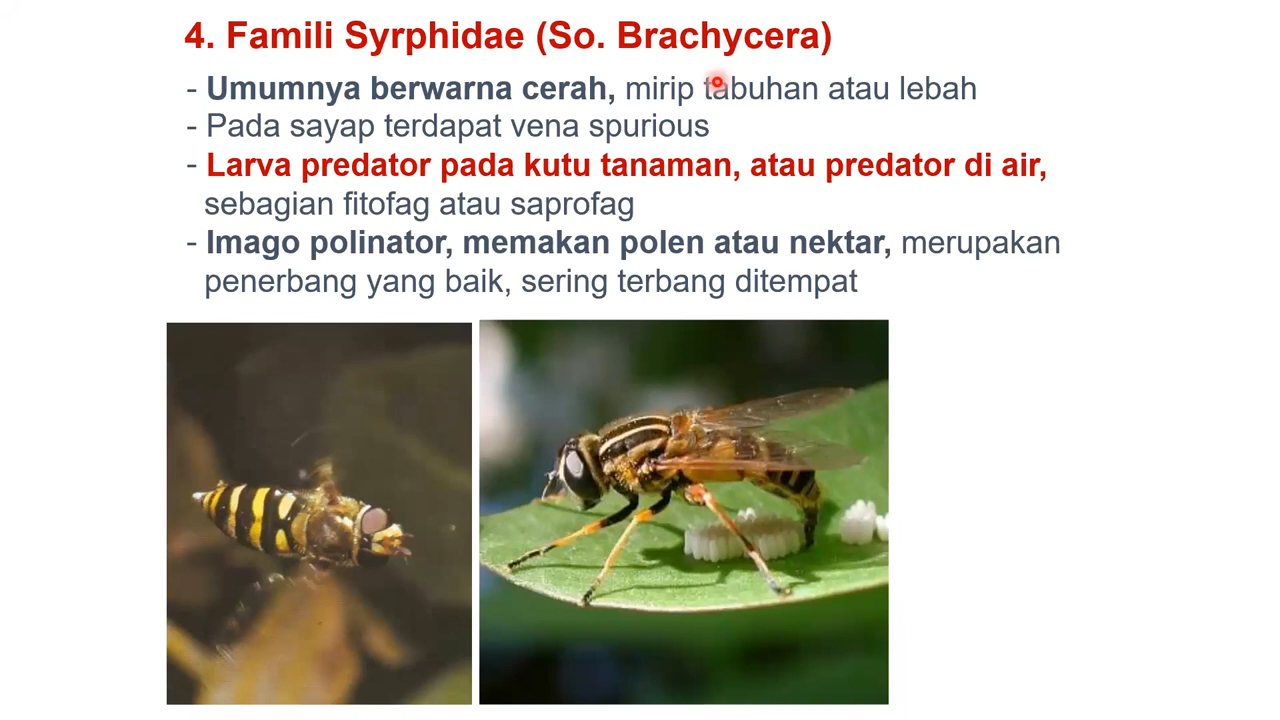 4. Famili Syrphidae (So. Brachycera)
- Umumnya berwarna cerah, mirip tabuhan atau lebah
- Pada sayap terdapat vena spurious
- Larva predator pada kutu tanaman, atau predator di air,
sebagian fitofag atau saprofag
- Imago polinator, memakan polen atau nektar, merupakan
penerbang yang baik, sering terbang ditempat